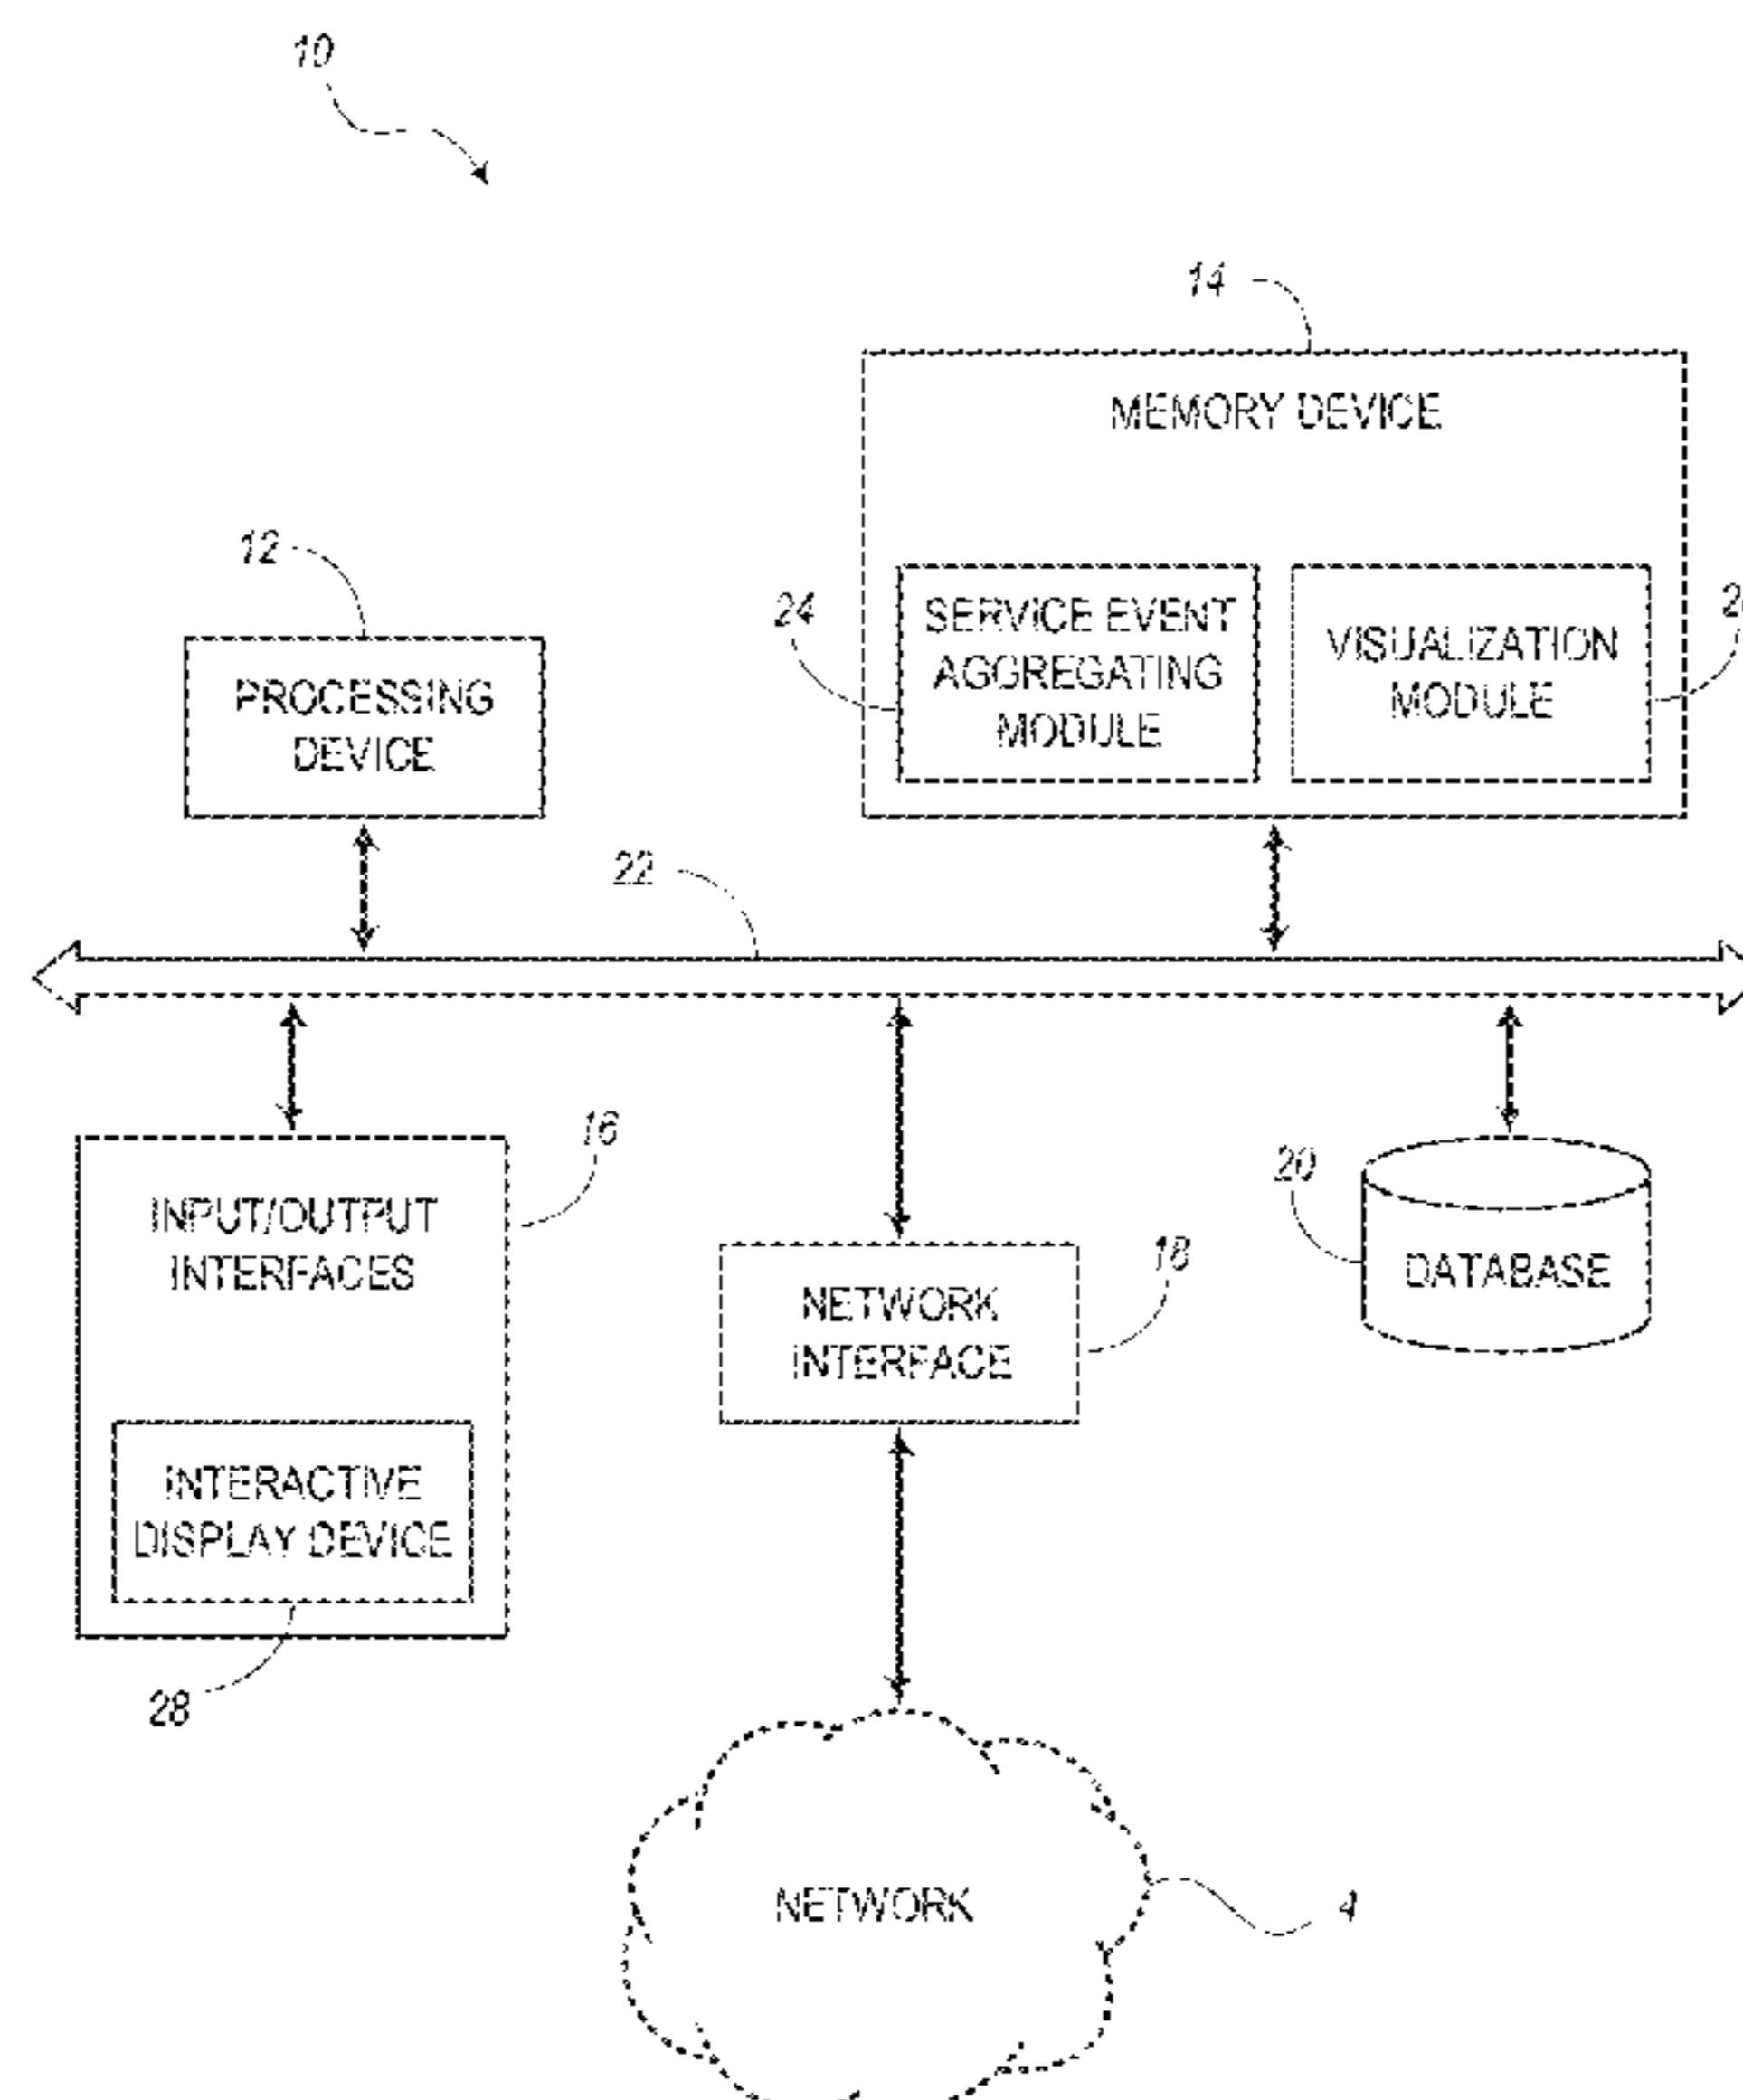 10
14
MEMORY DEVICE
12
PROCESSING
DEVICE
24
SERVICE EVENT
AGGREGATING
MODULE
VISUALIZATION
MODULE
22
16
INPUT/OUTPUT
INTERFACES
INTERACTIVE
DISPLAY DEVICE
28
18
NETWORK
INTERFACE
20
DATABASE
NETWORK
4